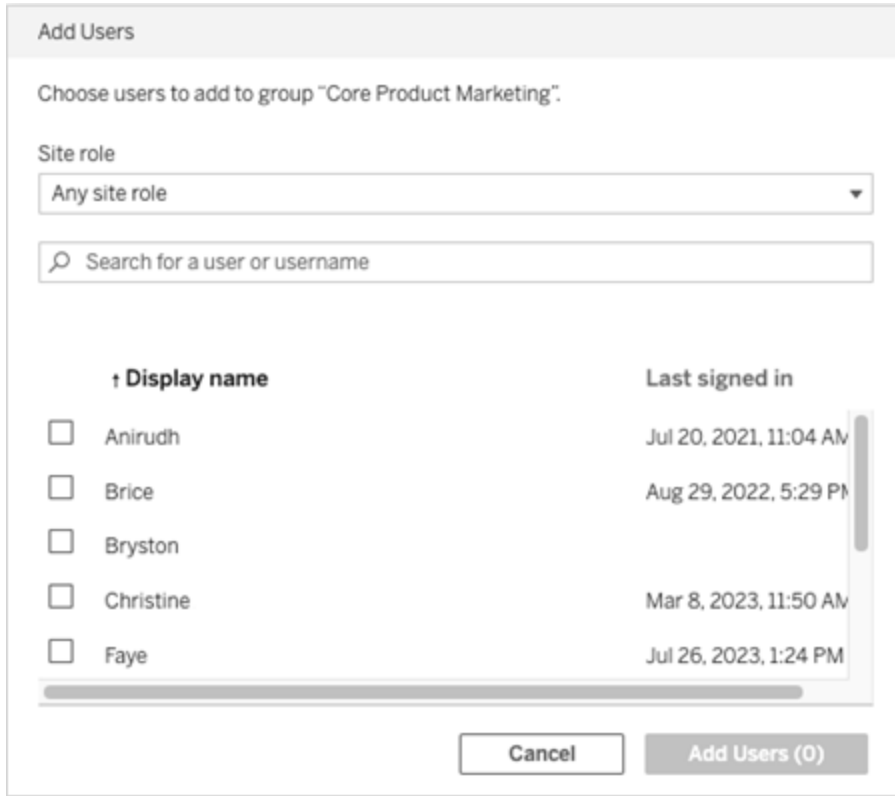 Add Users
Choose users to add to group “Core Product Marketing”.
Site role
Any site role
Search for a user or username
↑ Display name Last signed in
Anirudh Jul 20, 2021, 11:04 AM
Brice Aug 29, 2022, 5:29 PM
Bryston
Christine Mar 8, 2023, 11:50 AM
Faye Jul 26, 2023, 1:24 PM
Cancel Add Users (0)